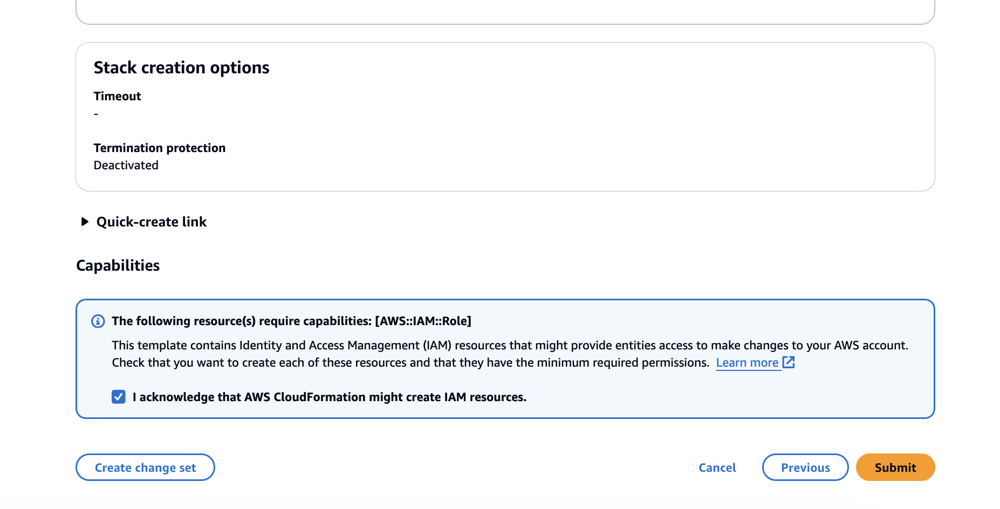 Stack creation options
Timeout
-
Termination protection
Deactivated
Quick-create link
Capabilities
The following resource(s) require capabilities: [AWS::IAM::Role]
This template contains Identity and Access Management (IAM) resources that might provide entities access to make changes to your AWS account.
Check that you want to create each of these resources and that they have the minimum required permissions. Learn more
I acknowledge that AWS CloudFormation might create IAM resources.
Create change set
Cancel
Previous
Submit